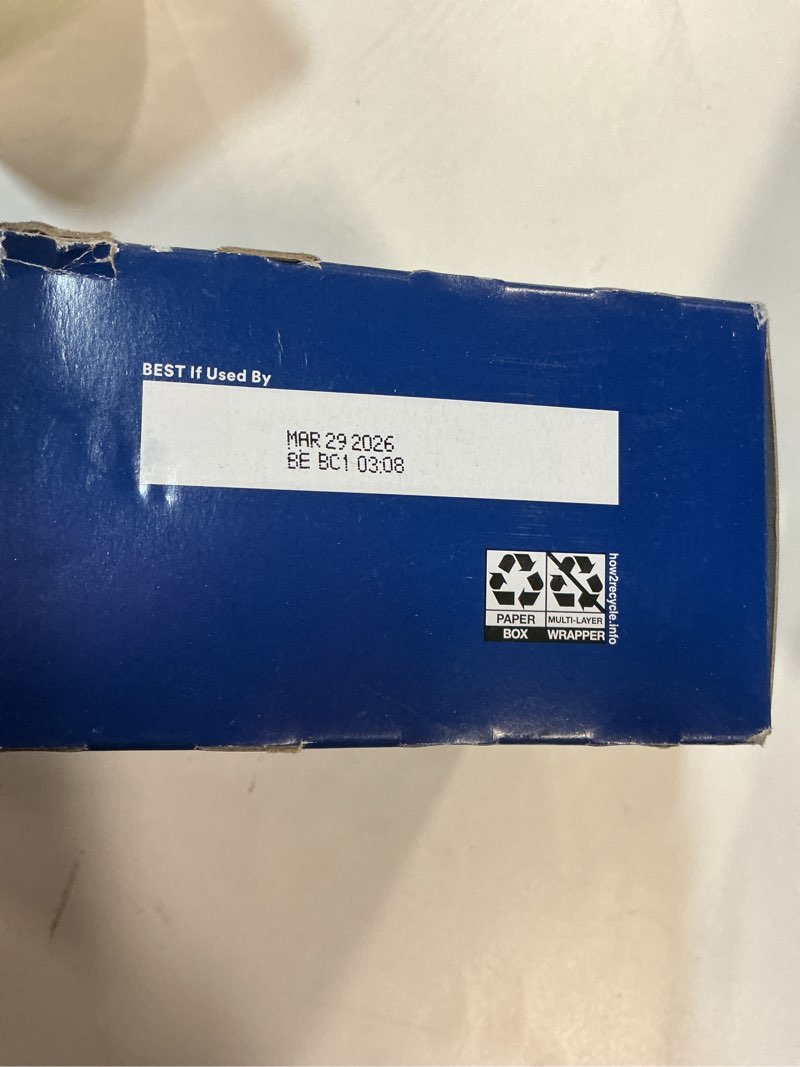 BEST If Used By
MAR 29 2026
BE BC1 03:08
PAPER
BOX
MULTI-LAYER
WRAPPER
how2recycle.info